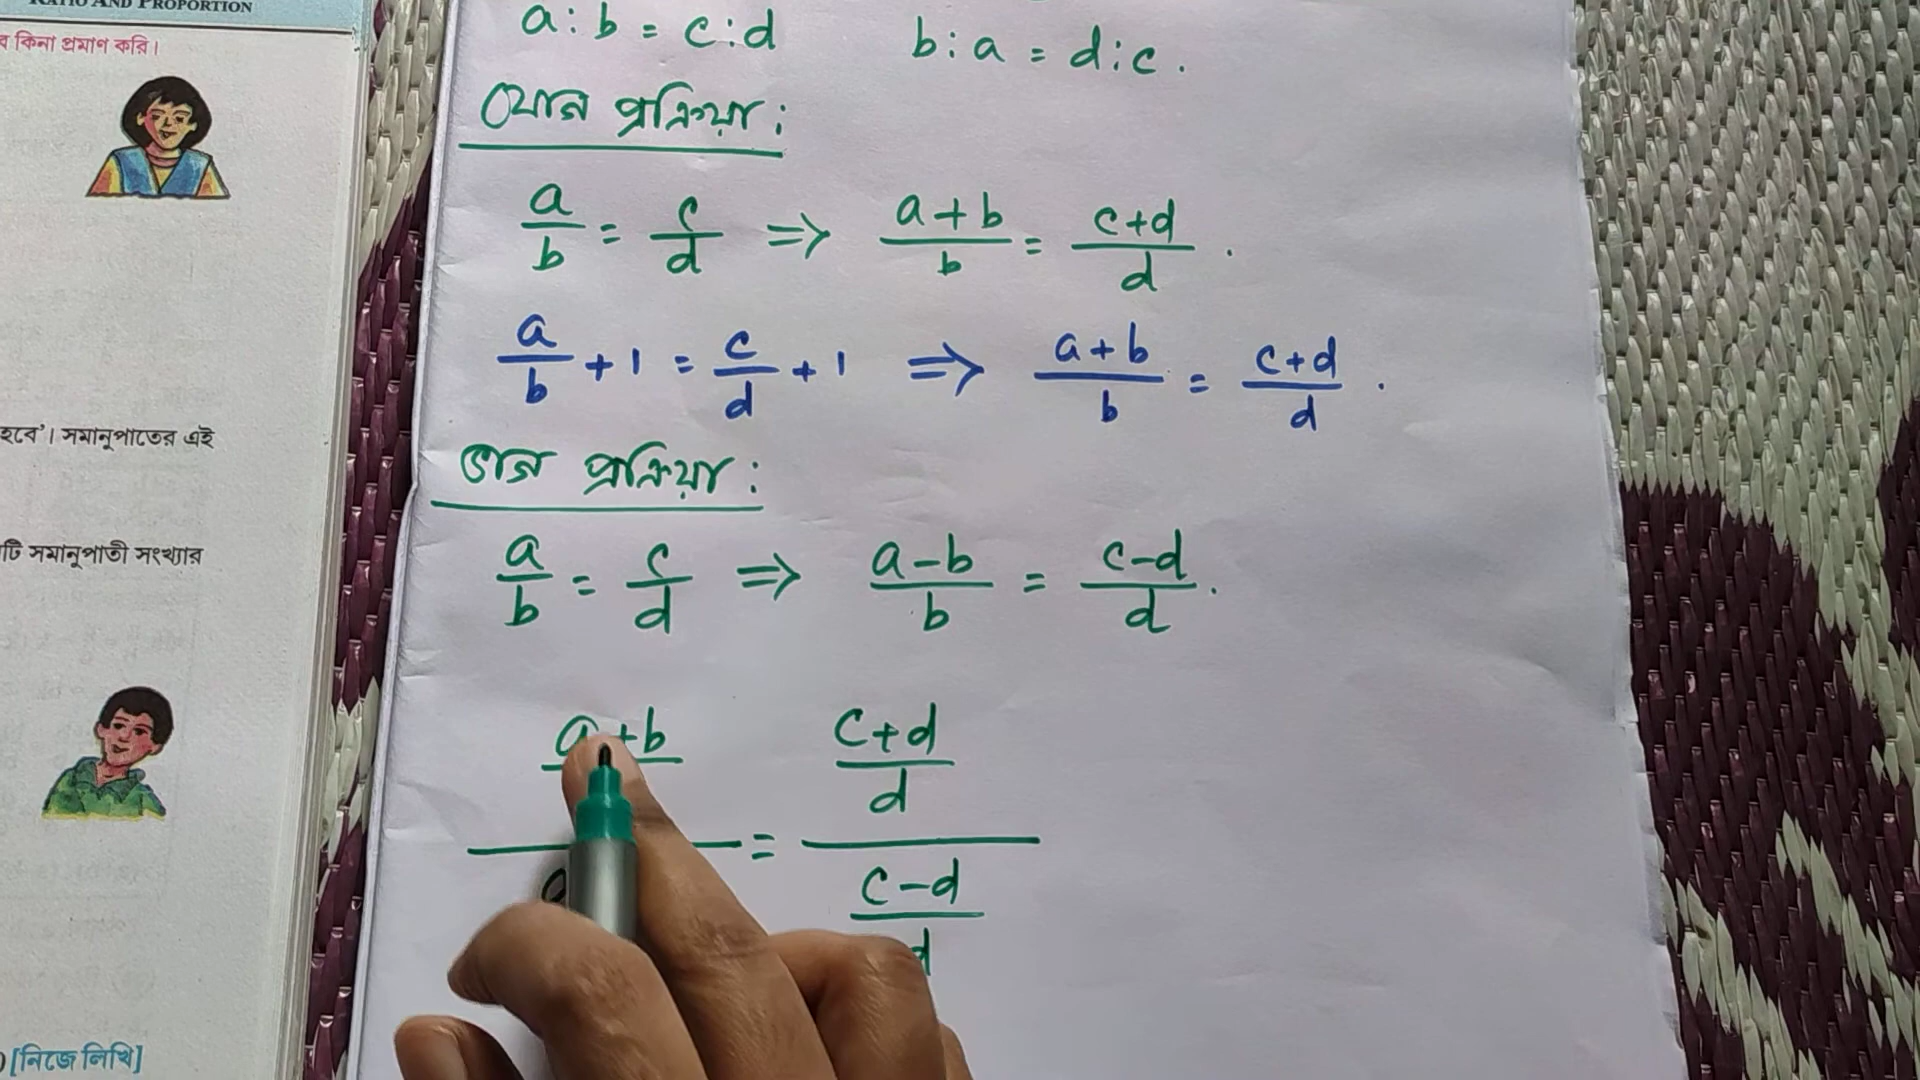 RATIO AND PROPORTION
কিনা প্রমাণ করি।
হবে’। সমানুপাতের এই
টি সমানুপাতী সংখ্যার
[নিজে লিখি]
a : b = c : d b : a = d : c .
যোগ প্রক্রিয়া :
a/b = c/d ⇒ (a+b)/b = (c+d)/d .
a/b + 1 = c/d + 1 ⇒ (a+b)/b = (c+d)/d .
ভাগ প্রক্রিয়া :
a/b = c/d ⇒ (a-b)/b = (c-d)/d .
a+b = (c+d)/d
(c-d)/d